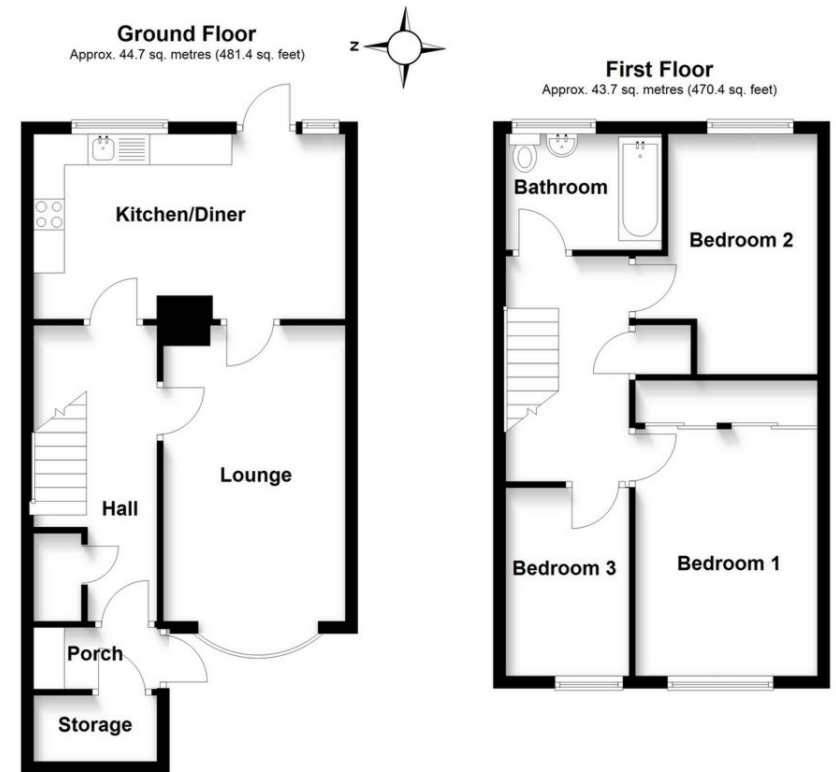 Ground Floor
Approx. 44.7 sq. metres (481.4 sq. feet)
Z
Kitchen/Diner
Lounge
Hall
Porch
Storage
First Floor
Approx. 43.7 sq. metres (470.4 sq. feet)
Bathroom
Bedroom 2
Bedroom 3
Bedroom 1